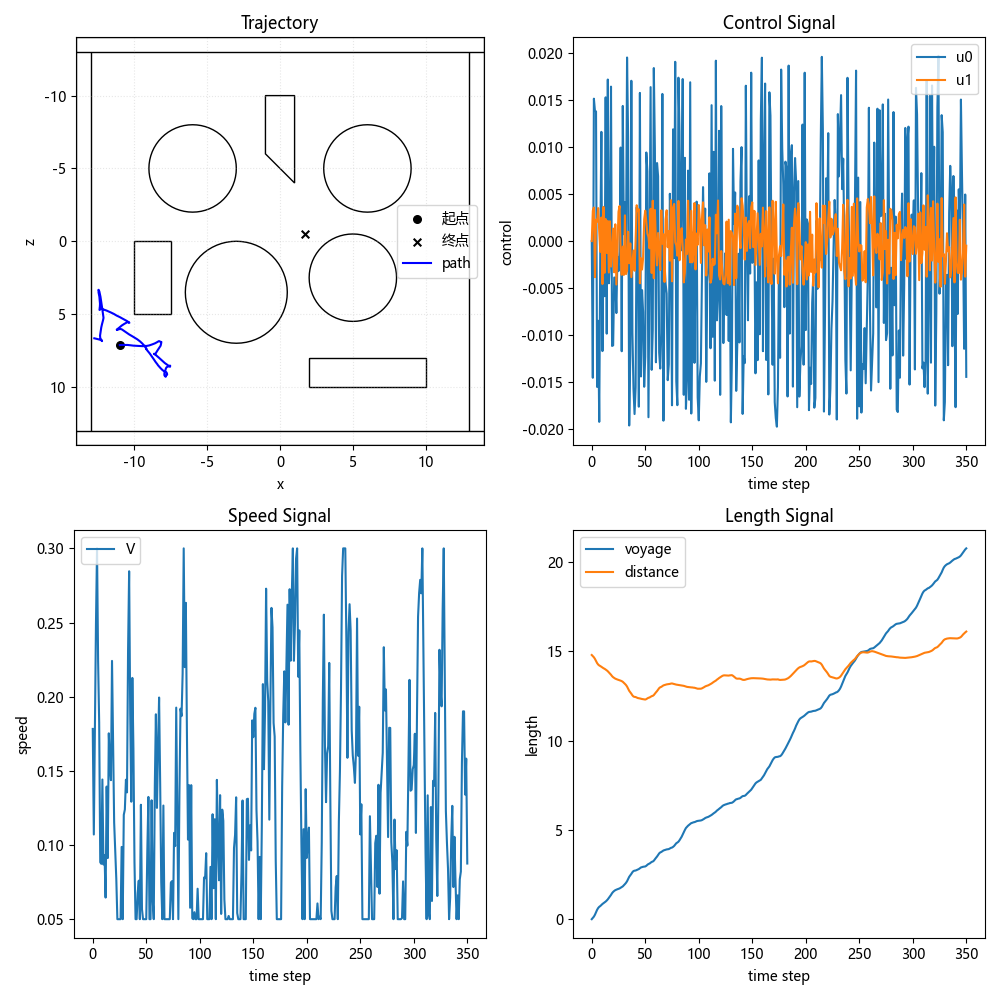 Trajectory
-10
-5
0
5
10
z
-10
-5
0
5
10
x
起点
终点
path
Control Signal
0.020
0.015
0.010
0.005
0.000
-0.005
-0.010
-0.015
-0.020
control
0
50
100
150
200
250
300
350
time step
u0
u1
Speed Signal
0.30
0.25
0.20
0.15
0.10
0.05
speed
0
50
100
150
200
250
300
350
time step
V
Length Signal
20
15
10
5
0
length
0
50
100
150
200
250
300
350
time step
voyage
distance